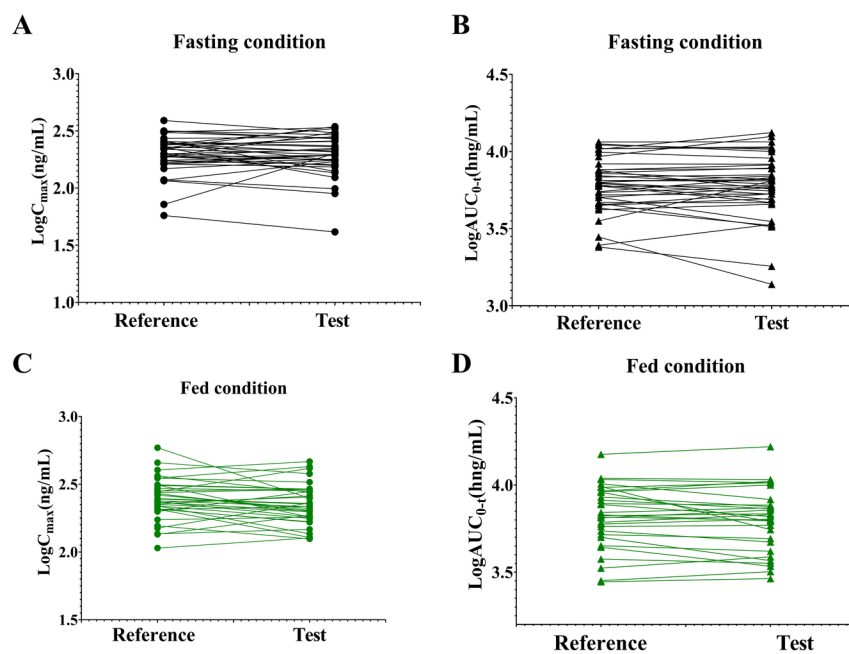 A
Fasting condition
LogCmax(ng/mL)
3.0
2.5
2.0
1.5
1.0
Reference
Test
B
Fasting condition
LogAUC0-t(hng/mL)
4.5
4.0
3.5
3.0
Reference
Test
C
Fed condition
LogCmax(ng/mL)
3.0
2.5
2.0
1.5
Reference
Test
D
Fed condition
LogAUC0-t(hng/mL)
4.5
4.0
3.5
Reference
Test